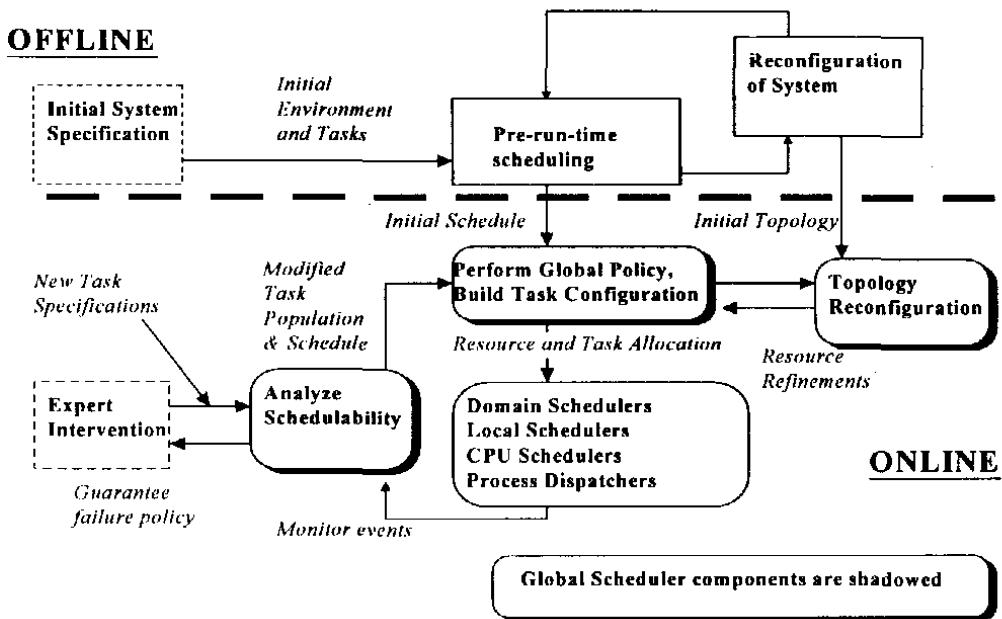 OFFLINE
Initial System
Specification
Initial
Environment
and Tasks
Pre-run-time
scheduling
Reconfiguration
of System
Initial Schedule
Initial Topology
New Task
Specifications
Modified
Task
Population
& Schedule
Perform Global Policy,
Build Task Configuration
Topology
Reconfiguration
Resource and Task Allocation
Resource
Refinements
Expert
Intervention
Analyze
Schedulability
Domain Schedulers
Local Schedulers
CPU Schedulers
Process Dispatchers
ONLINE
Guarantee
failure policy
Monitor events
Global Scheduler components are shadowed